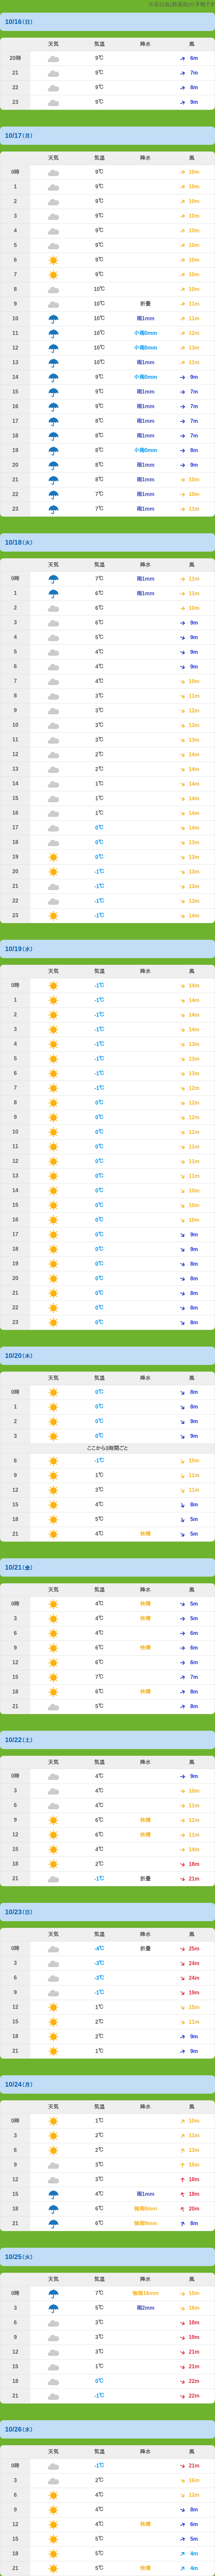 ※茶臼岳(那須岳)の予報です
10/16(日)
天気 気温 降水 風
20時 9℃ 6m
21 9℃ 7m
22 9℃ 8m
23 9℃ 9m
10/17(月)
天気 気温 降水 風
0時 9℃ 10m
1 9℃ 10m
2 9℃ 10m
3 9℃ 10m
4 9℃ 10m
5 9℃ 10m
6 9℃ 10m
7 9℃ 10m
8 10℃ 10m
9 10℃ 折曇 11m
10 10℃ 雨1mm 11m
11 10℃ 小雨0mm 12m
12 10℃ 小雨0mm 13m
13 10℃ 雨1mm 11m
14 9℃ 小雨0mm 9m
15 9℃ 雨1mm 7m
16 9℃ 雨1mm 7m
17 8℃ 雨1mm 7m
18 8℃ 雨1mm 7m
19 8℃ 小雨0mm 8m
20 8℃ 雨1mm 9m
21 8℃ 雨1mm 10m
22 7℃ 雨1mm 10m
23 7℃ 雨1mm 11m
10/18(火)
天気 気温 降水 風
0時 7℃ 雨1mm 11m
1 6℃ 雨1mm 11m
2 6℃ 10m
3 6℃ 9m
4 5℃ 9m
5 4℃ 9m
6 4℃ 9m
7 4℃ 10m
8 3℃ 11m
9 3℃ 12m
10 3℃ 13m
11 3℃ 13m
12 2℃ 14m
13 2℃ 14m
14 1℃ 14m
15 1℃ 14m
16 1℃ 14m
17 0℃ 14m
18 0℃ 13m
19 0℃ 13m
20 -1℃ 13m
21 -1℃ 13m
22 -1℃ 13m
23 -1℃ 14m
10/19(水)
天気 気温 降水 風
0時 -1℃ 14m
1 -1℃ 14m
2 -1℃ 14m
3 -1℃ 14m
4 -1℃ 13m
5 -1℃ 13m
6 -1℃ 13m
7 -1℃ 12m
8 0℃ 12m
9 0℃ 12m
10 0℃ 11m
11 0℃ 11m
12 0℃ 11m
13 0℃ 11m
14 0℃ 10m
15 0℃ 10m
16 0℃ 10m
17 0℃ 9m
18 0℃ 9m
19 0℃ 8m
20 0℃ 8m
21 0℃ 8m
22 0℃ 8m
23 0℃ 8m
10/20(木)
天気 気温 降水 風
0時 0℃ 8m
1 0℃ 8m
2 0℃ 9m
3 0℃ 9m
ここから3時間ごと
6 -1℃ 10m
9 1℃ 11m
12 3℃ 11m
15 4℃ 8m
18 5℃ 5m
21 4℃ 快晴 5m
10/21(金)
天気 気温 降水 風
0時 4℃ 快晴 5m
3 4℃ 快晴 5m
6 4℃ 6m
9 6℃ 快晴 6m
12 6℃ 6m
15 7℃ 7m
18 6℃ 快晴 8m
21 5℃ 8m
10/22(土)
天気 気温 降水 風
0時 4℃ 9m
3 4℃ 10m
6 4℃ 11m
9 6℃ 快晴 11m
12 6℃ 快晴 11m
15 4℃ 14m
18 2℃ 18m
21 -1℃ 折曇 21m
10/23(日)
天気 気温 降水 風
0時 -4℃ 折曇 25m
3 -3℃ 24m
6 -3℃ 24m
9 -1℃ 19m
12 1℃ 15m
15 2℃ 11m
18 2℃ 9m
21 1℃ 9m
10/24(月)
天気 気温 降水 風
0時 1℃ 10m
3 2℃ 11m
6 2℃ 13m
9 3℃ 15m
12 3℃ 18m
15 4℃ 雨1mm 18m
18 6℃ 20m
21 6℃ 8m
10/25(火)
天気 気温 降水 風
0時 7℃ 強雨16mm 15m
3 5℃ 雨2mm 16m
6 3℃ 18m
9 3℃ 19m
12 3℃ 21m
15 1℃ 21m
18 0℃ 22m
21 -1℃ 22m
10/26(水)
天気 気温 降水 風
0時 -1℃ 21m
3 2℃ 16m
6 4℃ 12m
9 4℃ 8m
12 4℃ 快晴 6m
15 5℃ 5m
18 5℃ 4m
21 5℃ 快晴 4m